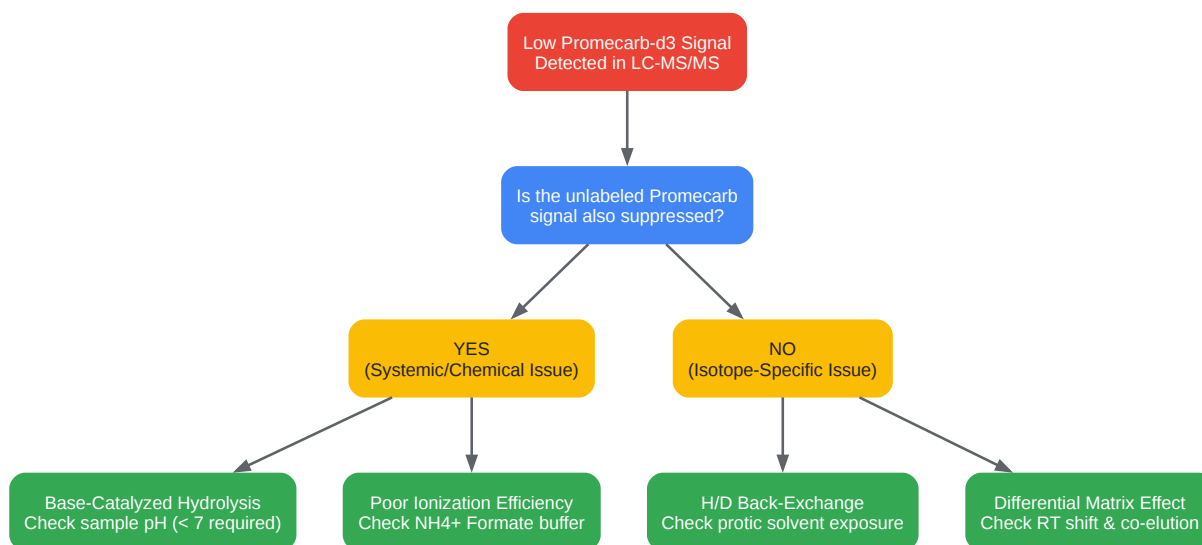 Low Promecarb-d3 Signal
Detected in LC-MS/MS
Is the unlabeled Promecarb
signal also suppressed?
YES
(Systemic/Chemical Issue)
NO
(Isotope-Specific Issue)
Base-Catalyzed Hydrolysis
Check sample pH (< 7 required)
Poor Ionization Efficiency
Check NH4+ Formate buffer
H/D Back-Exchange
Check protic solvent exposure
Differential Matrix Effect
Check RT shift & co-elution